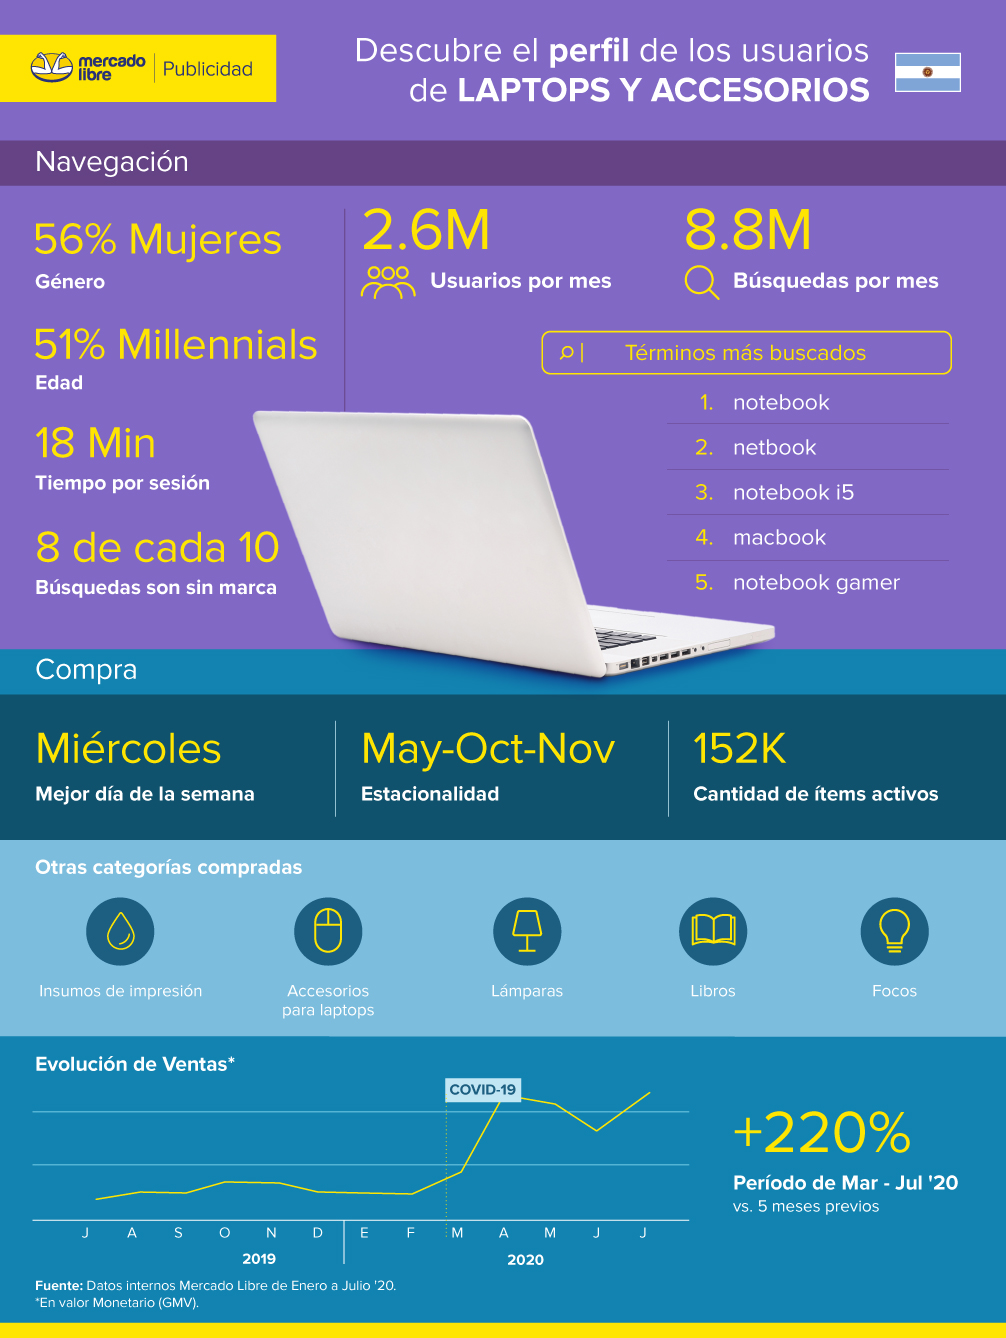 mercado
libre
Publicidad
Descubre el perfil de los usuarios
de LAPTOPS Y ACCESORIOS
Navegación
56% Mujeres
Género
51% Millennials
Edad
18 Min
Tiempo por sesión
8 de cada 10
Búsquedas son sin marca
2.6M
Usuarios por mes
8.8M
Búsquedas por mes
Términos más buscados
1. notebook
2. netbook
3. notebook i5
4. macbook
5. notebook gamer
Compra
Miércoles
Mejor día de la semana
May-Oct-Nov
Estacionalidad
152K
Cantidad de ítems activos
Otras categorías compradas
Insumos de impresión
Accesorios
para laptops
Lámparas
Libros
Focos
Evolución de Ventas*
COVID-19
J A S O N D E F M A M J J
2019 2020
+220%
Período de Mar - Jul '20
vs. 5 meses previos
Fuente: Datos internos Mercado Libre de Enero a Julio '20.
*En valor Monetario (GMV).